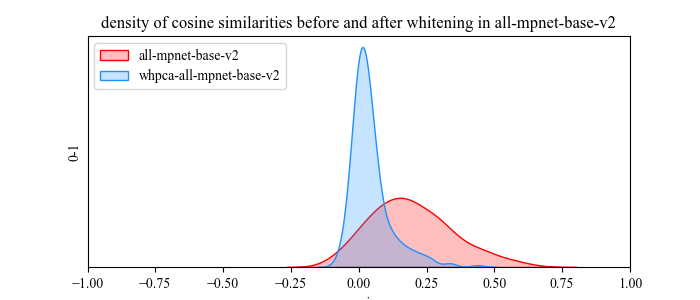 density of cosine similarities before and after whitening in all-mpnet-base-v2
all-mpnet-base-v2
whpca-all-mpnet-base-v2
0-1
−1.00 −0.75 −0.50 −0.25 0.00 0.25 0.50 0.75 1.00